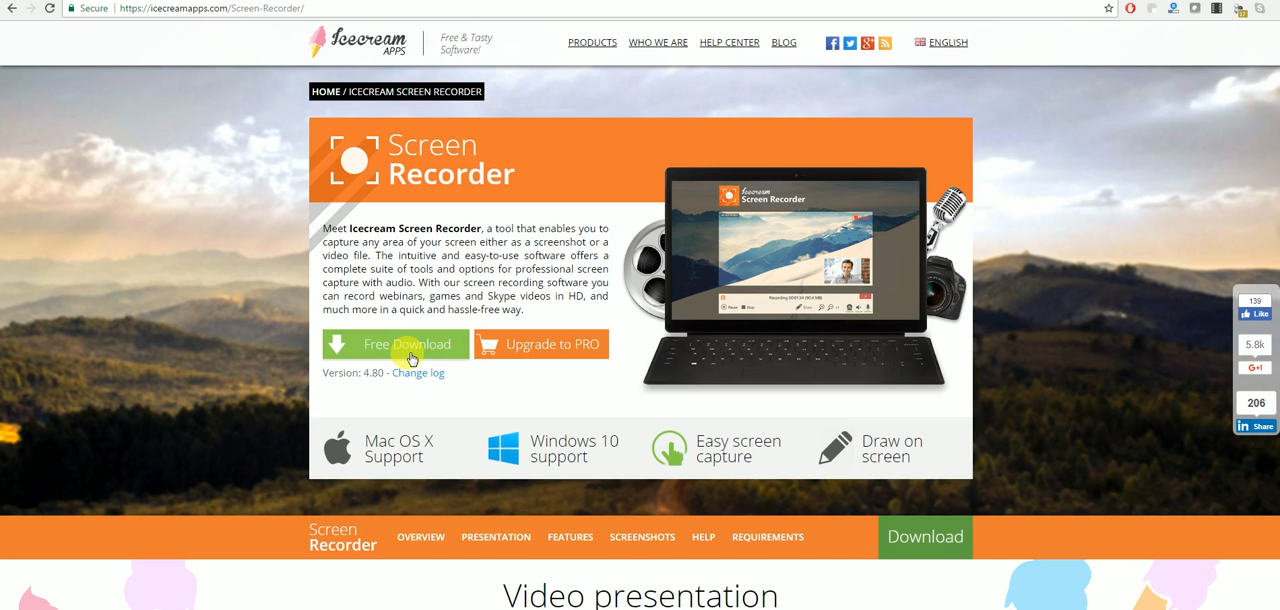 Secure
https://icecreamapps.com/Screen-Recorder/
Icecream
APPS
Free & Tasty
Software!
PRODUCTS
WHO WE ARE
HELP CENTER
BLOG
ENGLISH
HOME / ICECREAM SCREEN RECORDER
Screen
Recorder
Icecream
Screen Recorder
Meet Icecream Screen Recorder, a tool that enables you to
capture any area of your screen either as a screenshot or a
video file. The intuitive and easy-to-use software offers a
complete suite of tools and options for professional screen
capture with audio. With our screen recording software you
can record webinars, games and Skype videos in HD, and
much more in a quick and hassle-free way.
Free Download
Upgrade to PRO
Version: 4.80 - Change log
139
Like
5.8k
G+1
206
in Share
Mac OS X
Support
Windows 10
support
Easy screen
capture
Draw on
screen
Screen
Recorder
OVERVIEW
PRESENTATION
FEATURES
SCREENSHOTS
HELP
REQUIREMENTS
Download
Video presentation